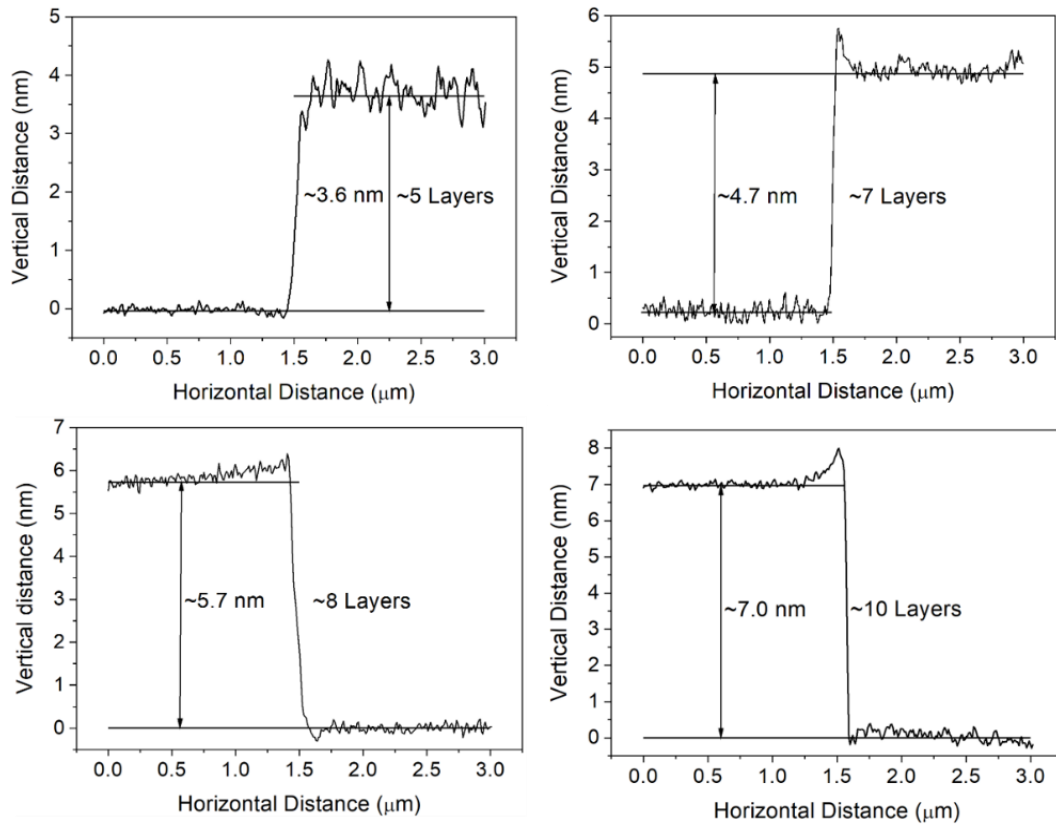 5
4
3
2
1
0
Vertical Distance (nm)
~3.6 nm
~5 Layers
0.0 0.5 1.0 1.5 2.0 2.5 3.0
Horizontal Distance (μm)
6
5
4
3
2
1
0
Vertical Distance (nm)
~4.7 nm
~7 Layers
0.0 0.5 1.0 1.5 2.0 2.5 3.0
Horizontal Distance (μm)
7
6
5
4
3
2
1
0
Vertical distance (nm)
~5.7 nm
~8 Layers
0.0 0.5 1.0 1.5 2.0 2.5 3.0
Horizontal Distance (μm)
8
7
6
5
4
3
2
1
0
Vertical Distance (nm)
~7.0 nm
~10 Layers
0.0 0.5 1.0 1.5 2.0 2.5 3.0
Horizontal Distance (μm)